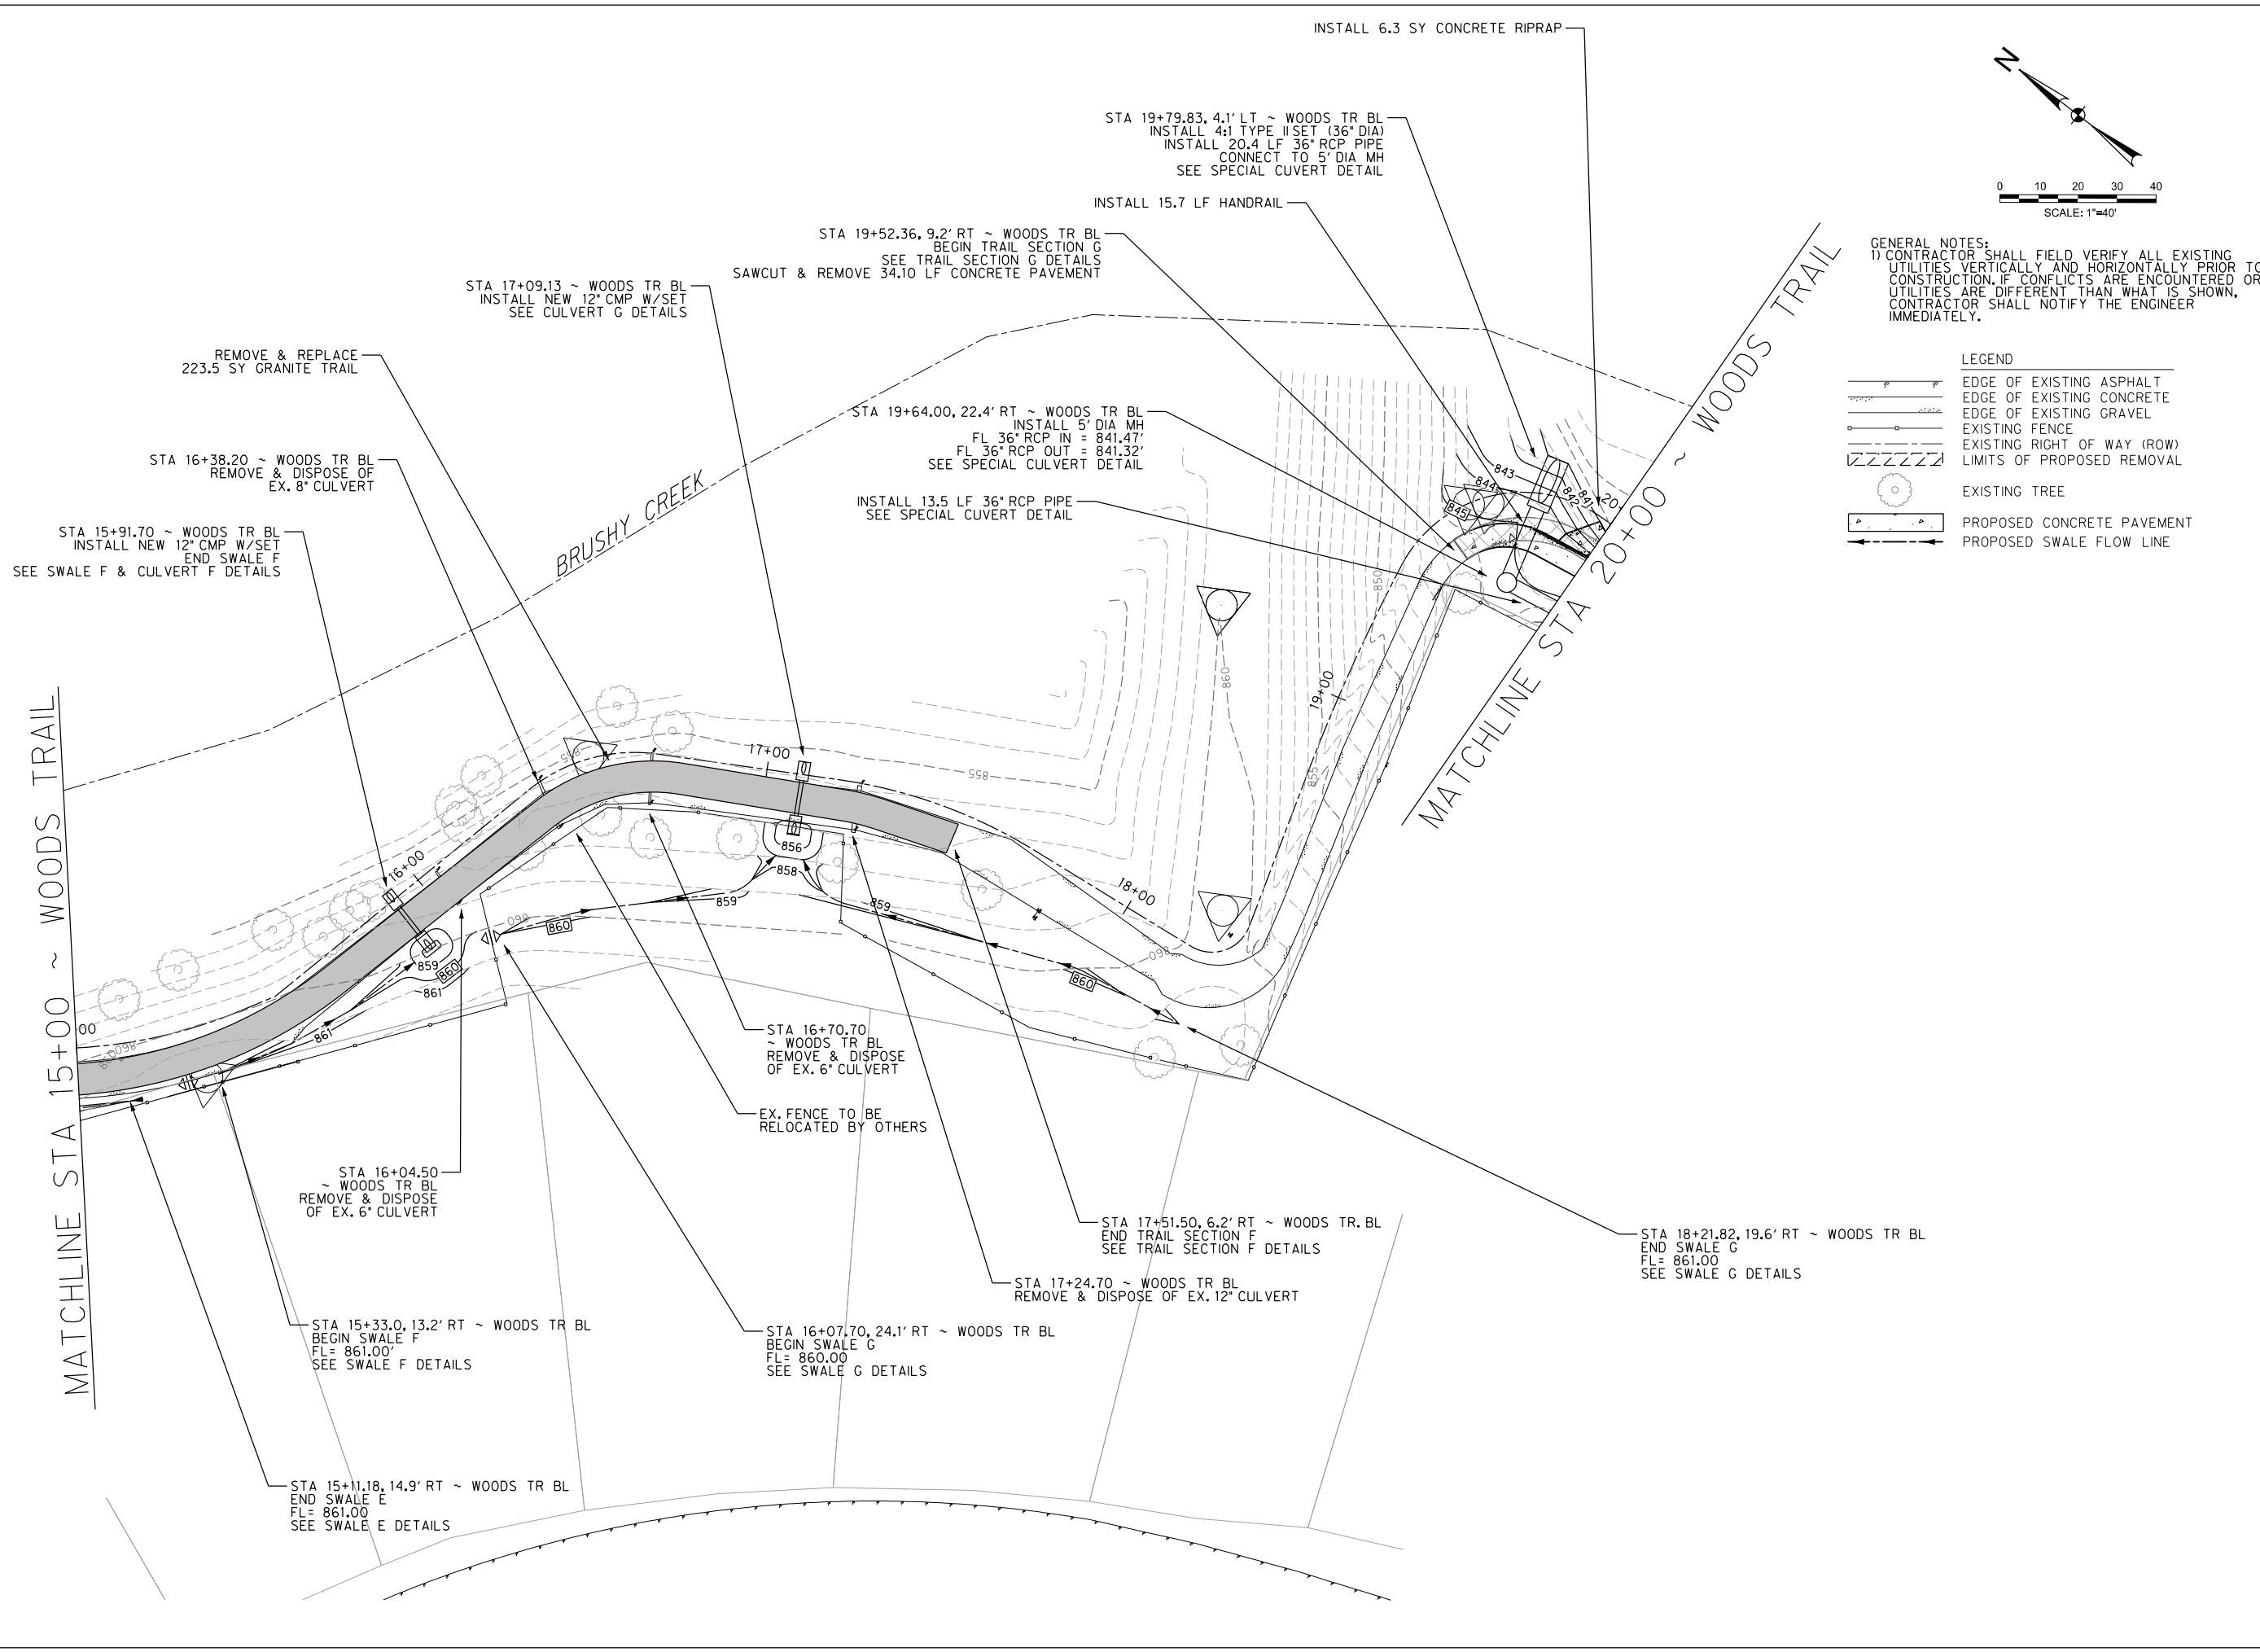 INSTALL 6.3 SY CONCRETE RIPRAP
N
STA 19+79.83, 4.1' LT ~ WOODS TR BL
INSTALL 4:1 TYPE II SET (36" DIA)
INSTALL 20.4 LF 36" RCP PIPE
CONNECT TO 5' DIA MH
SEE SPECIAL CUVERT DETAIL
0 10 20 30 40
SCALE: 1"=40'
INSTALL 15.7 LF HANDRAIL
STA 19+52.36, 9.2' RT ~ WOODS TR BL
BEGIN TRAIL SECTION G
SEE TRAIL SECTION G DETAILS
SAWCUT & REMOVE 34.10 LF CONCRETE PAVEMENT
GENERAL NOTES:
1) CONTRACTOR SHALL FIELD VERIFY ALL EXISTING
UTILITIES VERTICALLY AND HORIZONTALLY PRIOR TO
CONSTRUCTION. IF CONFLICTS ARE ENCOUNTERED OR
UTILITIES ARE DIFFERENT THAN WHAT IS SHOWN,
CONTRACTOR SHALL NOTIFY THE ENGINEER
IMMEDIATELY.
STA 17+09.13 ~ WOODS TR BL
INSTALL NEW 12" CMP W/SET
SEE CULVERT G DETAILS
REMOVE & REPLACE
223.5 SY GRANITE TRAIL
LEGEND
EDGE OF EXISTING ASPHALT
EDGE OF EXISTING CONCRETE
EDGE OF EXISTING GRAVEL
EXISTING FENCE
EXISTING RIGHT OF WAY (ROW)
LIMITS OF PROPOSED REMOVAL
EXISTING TREE
PROPOSED CONCRETE PAVEMENT
PROPOSED SWALE FLOW LINE
STA 19+64.00, 22.4' RT ~ WOODS TR BL
INSTALL 5' DIA MH
FL 36" RCP IN = 841.47'
FL 36" RCP OUT = 841.32'
SEE SPECIAL CULVERT DETAIL
INSTALL 13.5 LF 36" RCP PIPE
SEE SPECIAL CUVERT DETAIL
STA 16+38.20 ~ WOODS TR BL
REMOVE & DISPOSE OF
EX. 8" CULVERT
STA 15+91.70 ~ WOODS TR BL
INSTALL NEW 12" CMP W/SET
END SWALE F
SEE SWALE F & CULVERT F DETAILS
BRUSHY CREEK
MATCHLINE STA 20+00 ~ WOODS TRAIL
843
844
845
842
841
20
850
860
855
19+00
MATCHLINE STA 15+00 ~ WOODS TRAIL
855
17+00
855
16+00
856
858
859
859
18+00
860
860
860
860
859
860
861
861
00
860
STA 16+70.70
~ WOODS TR BL
REMOVE & DISPOSE
OF EX. 6" CULVERT
EX. FENCE TO BE
RELOCATED BY OTHERS
STA 16+04.50
~ WOODS TR BL
REMOVE & DISPOSE
OF EX. 6" CULVERT
STA 17+51.50, 6.2' RT ~ WOODS TR. BL
END TRAIL SECTION F
SEE TRAIL SECTION F DETAILS
STA 18+21.82, 19.6' RT ~ WOODS TR BL
END SWALE G
FL= 861.00
SEE SWALE G DETAILS
STA 17+24.70 ~ WOODS TR BL
REMOVE & DISPOSE OF EX. 12" CULVERT
STA 15+33.0, 13.2' RT ~ WOODS TR BL
BEGIN SWALE F
FL= 861.00'
SEE SWALE F DETAILS
STA 16+07.70, 24.1' RT ~ WOODS TR BL
BEGIN SWALE G
FL= 860.00
SEE SWALE G DETAILS
STA 15+11.18, 14.9' RT ~ WOODS TR BL
END SWALE E
FL= 861.00
SEE SWALE E DETAILS